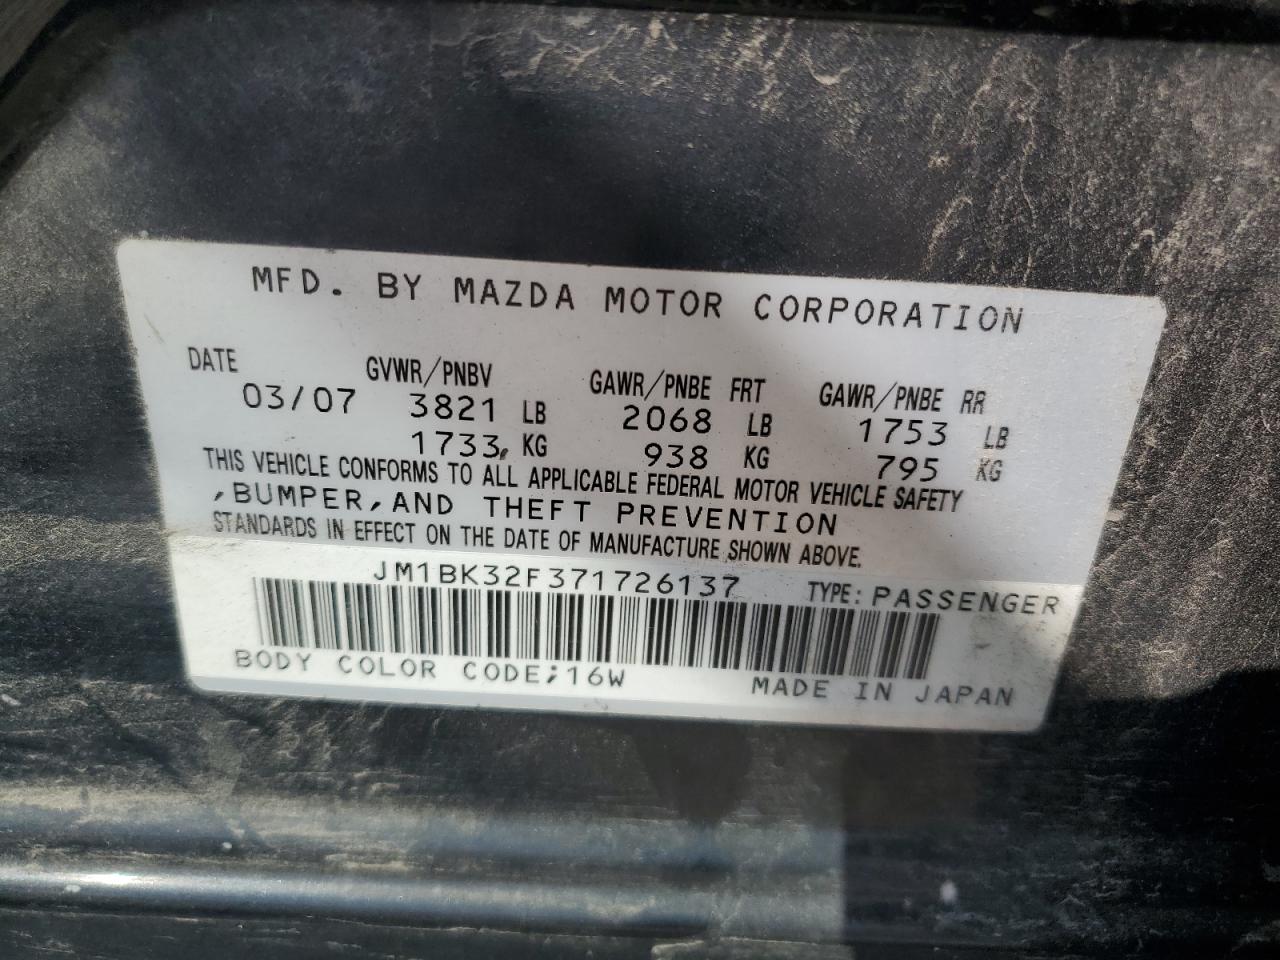 MFD. BY MAZDA MOTOR CORPORATION
DATE GVWR/PNBV GAWR/PNBE FRT GAWR/PNBE RR
03/07 3821 LB 2068 LB 1753 LB
1733 KG 938 KG 795 KG
THIS VEHICLE CONFORMS TO ALL APPLICABLE FEDERAL MOTOR VEHICLE SAFETY
,BUMPER,AND THEFT PREVENTION
STANDARDS IN EFFECT ON THE DATE OF MANUFACTURE SHOWN ABOVE.
JM1BK32F371726137 TYPE: PASSENGER
BODY COLOR CODE;16W MADE IN JAPAN